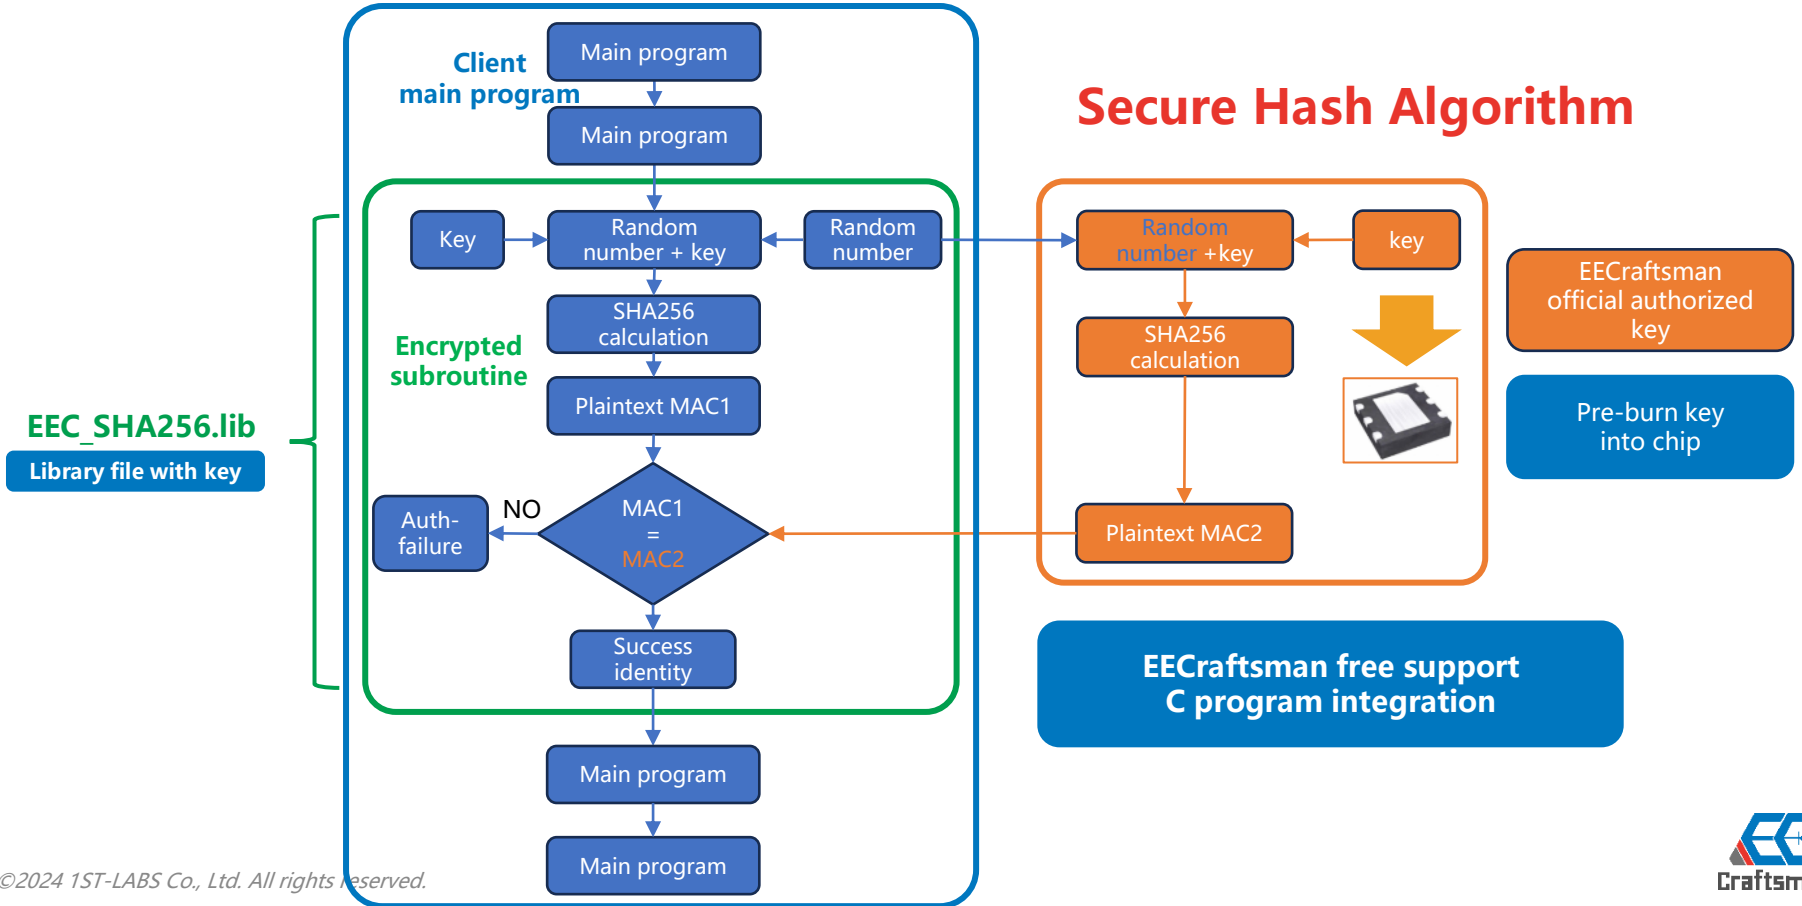 Main program
Client
main program
Main program
Secure Hash Algorithm
Key
Random
number + key
Random
number
Random
number +key
key
EECraftsman
official authorized
key
SHA256
calculation
SHA256
calculation
Encrypted
subroutine
Plaintext MAC1
Pre-burn key
into chip
EEC_SHA256.lib
Library file with key
Auth-
failure
NO
MAC1
=
MAC2
Plaintext MAC2
Success
identity
EECraftsman free support
C program integration
Main program
Main program
©2024 1ST-LABS Co., Ltd. All rights reserved.